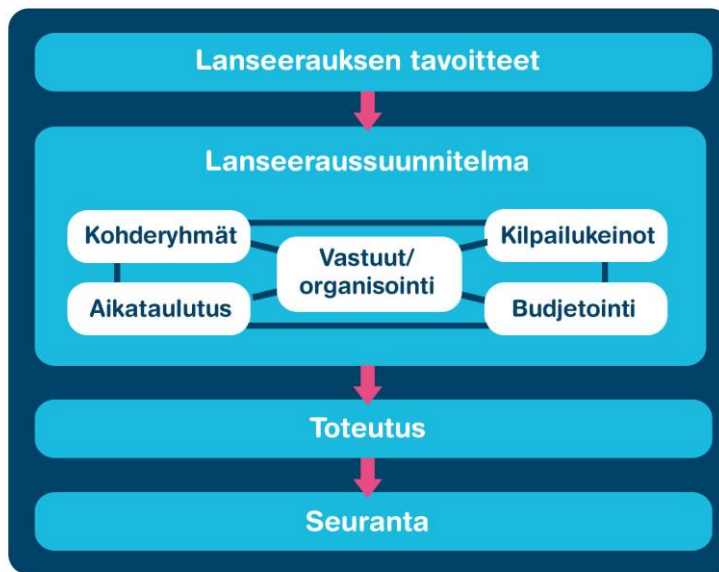 Lanseerauksen tavoitteet
Lanseeraussuunnitelma
Kohderyhmät
Kilpailukeinot
Vastuut/
organisointi
Aikataulutus
Budjetointi
Toteutus
Seuranta